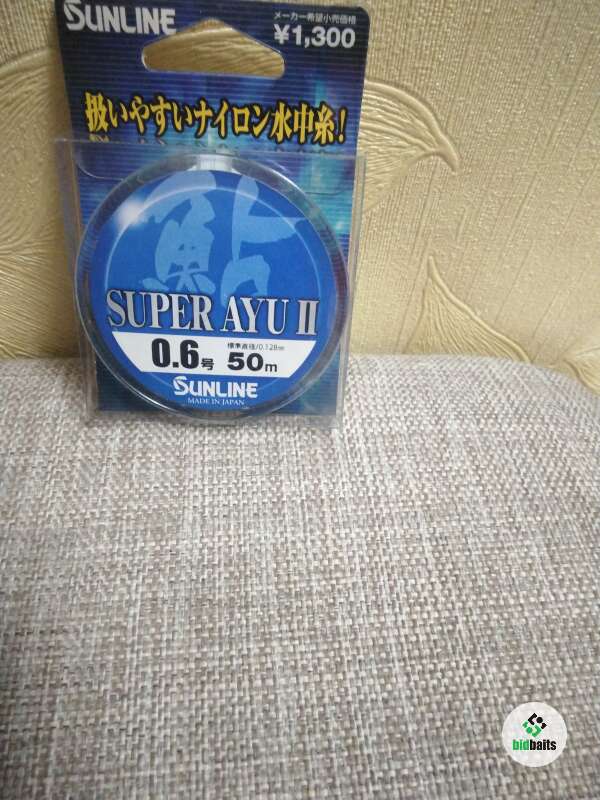 SUNLINE
メーカー希望小売価格
¥1,300
扱いやすいナイロン水中糸!
鮎
SUPER AYU II
0.6号
標準直径/0.128mm
50m
SUNLINE
MADE IN JAPAN
bidbaits